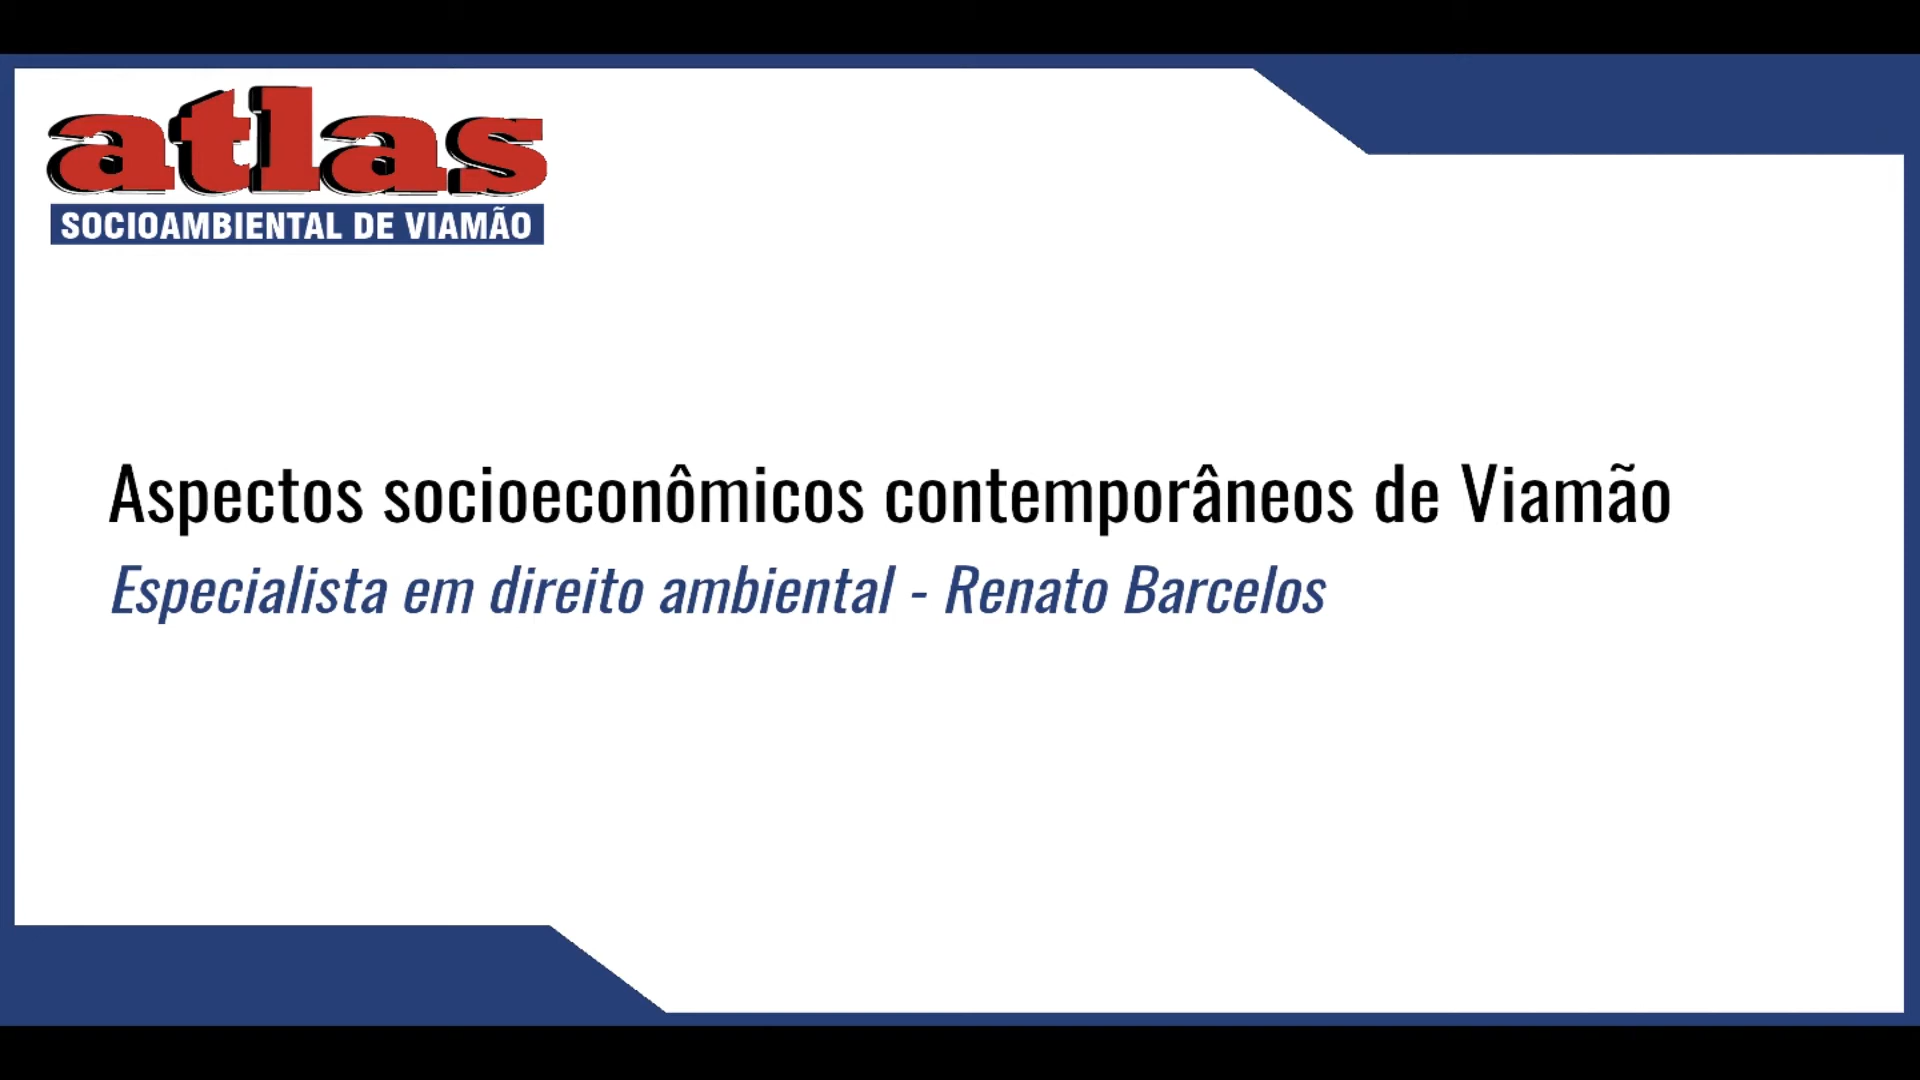 atlas
SOCIOAMBIENTAL DE VIAMÃO
Aspectos socioeconômicos contemporâneos de Viamão
Especialista em direito ambiental - Renato Barcelos